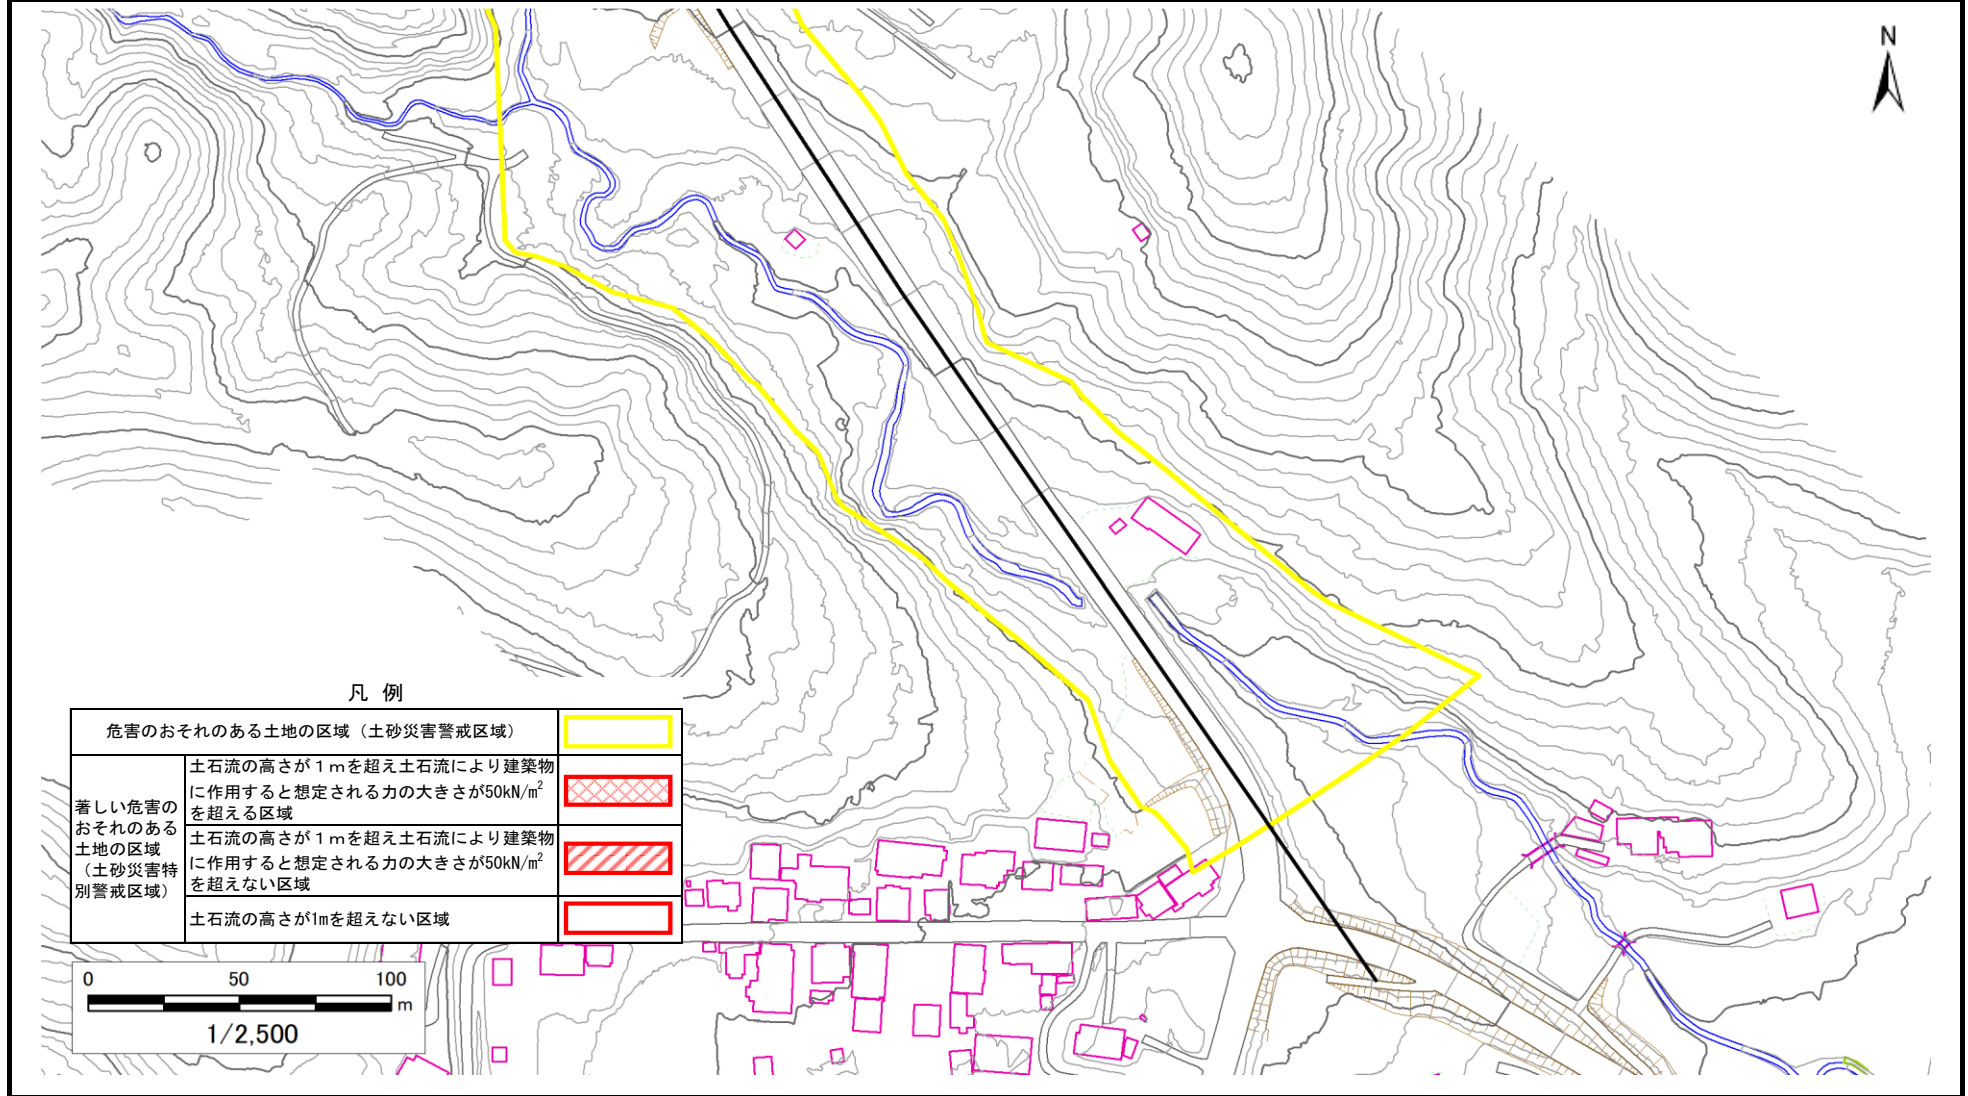 N
凡 例
危害のおそれのある土地の区域（土砂災害警戒区域）
著しい危害の
おそれのある
土地の区域
（土砂災害特
別警戒区域）
土石流の高さが１ｍを超え土石流により建築物
に作用すると想定される力の大きさが50kN/m²
を超える区域
土石流の高さが１ｍを超え土石流により建築物
に作用すると想定される力の大きさが50kN/m²
を超えない区域
土石流の高さが1mを超えない区域
0 50 100
m
1/2,500